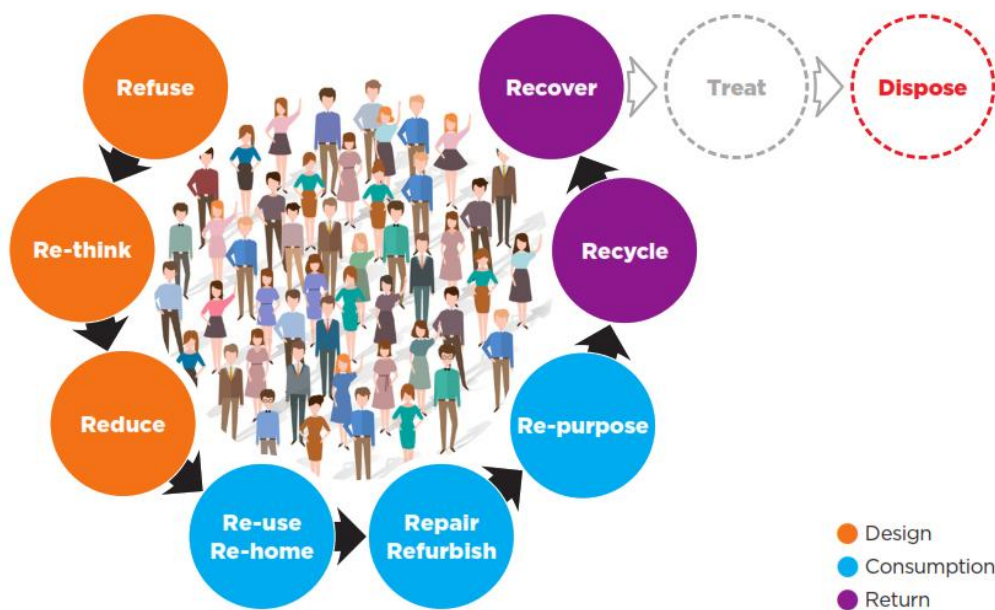 Refuse
Re-think
Reduce
Re-use
Re-home
Repair
Refurbish
Re-purpose
Recycle
Recover
Treat
Dispose
Design
Consumption
Return